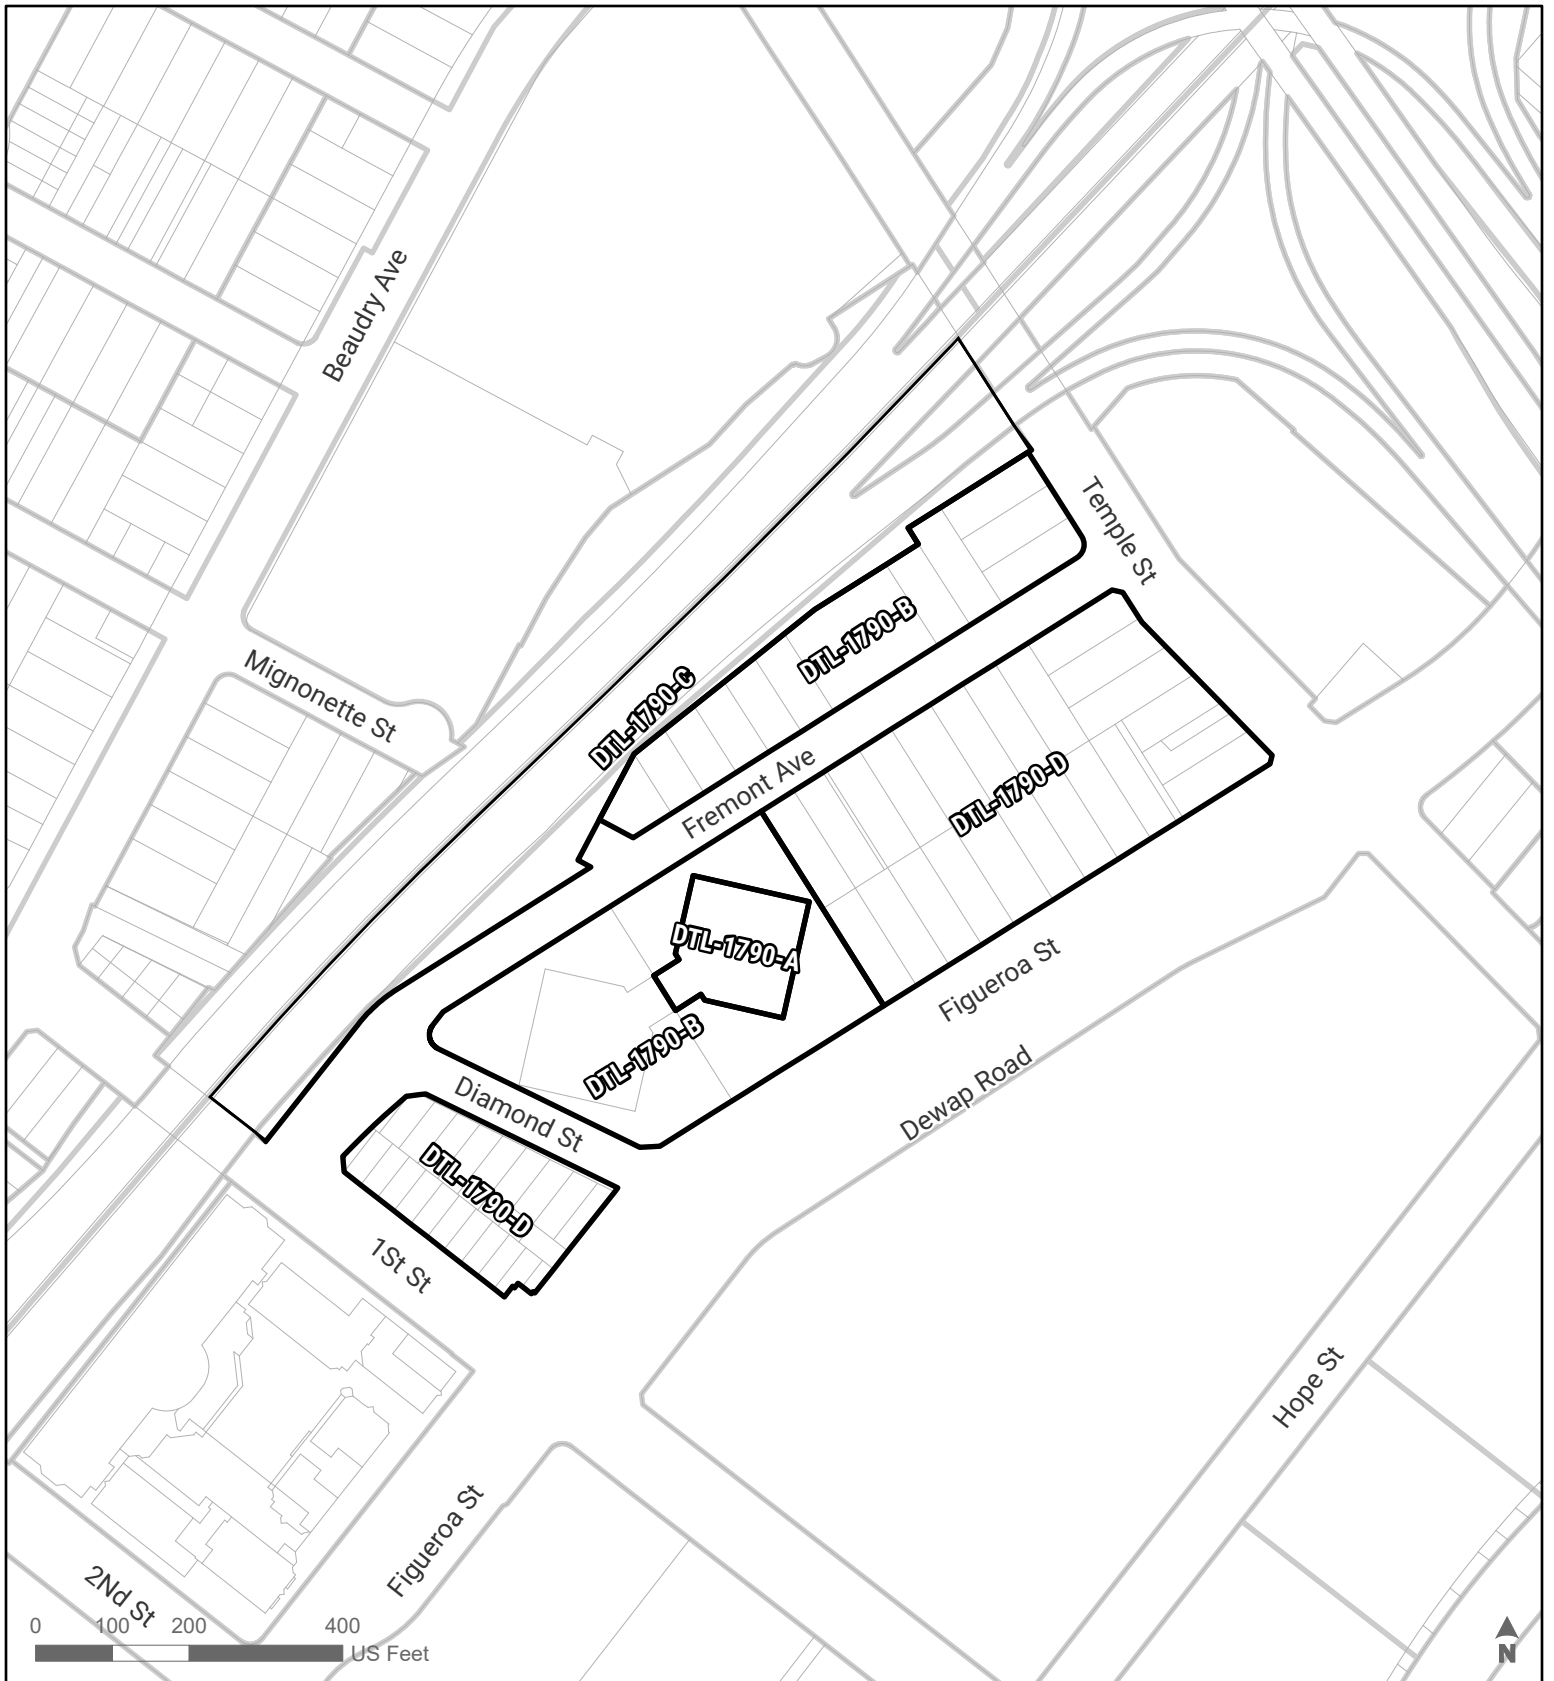 Beaudry Ave
Temple St
DTL-1790-B
Mignonette St
DTL-1790-C
Fremont Ave
DTL-1790-D
DTL-1790-A
Figueroa St
DTL-1790-B
Dewap Road
Diamond St
DTL-1790-D
1St St
Hope St
Figueroa St
2Nd St
0 100 200 400
US Feet
N